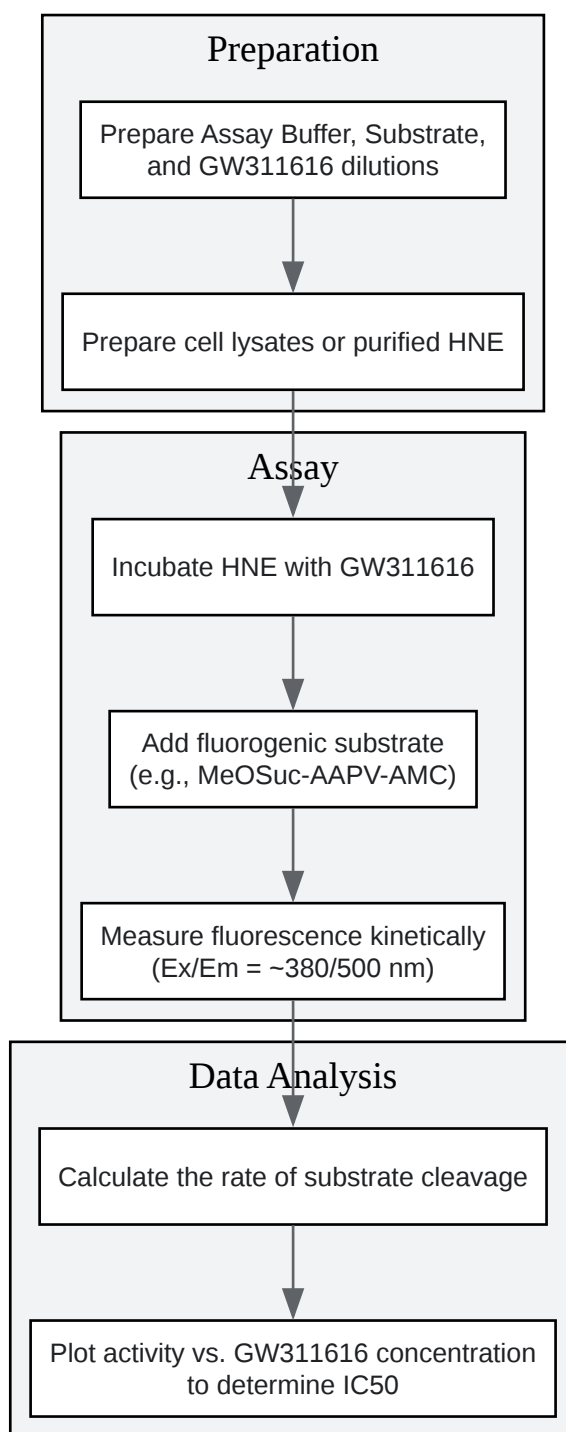 Preparation
Prepare Assay Buffer, Substrate,
and GW311616 dilutions
Prepare cell lysates or purified HNE
Assay
Incubate HNE with GW311616
Add fluorogenic substrate
(e.g., MeOSuc-AAPV-AMC)
Measure fluorescence kinetically
(Ex/Em = ~380/500 nm)
Data Analysis
Calculate the rate of substrate cleavage
Plot activity vs. GW311616 concentration
to determine IC50